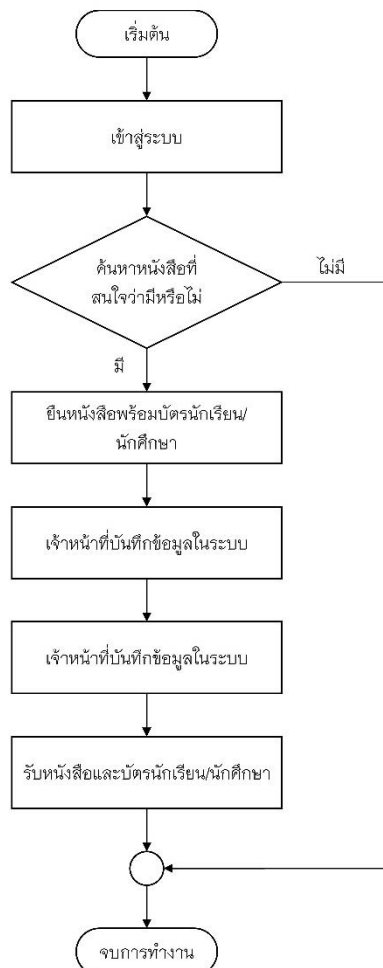 เริ่มต้น
เข้าสู่ระบบ
ค้นหาหนังสือที่
สนใจว่ามีหรือไม่
ไม่มี
มี
ยืนหนังสือพร้อมบัตรนักเรียน/
นักศึกษา
เจ้าหน้าที่บันทึกข้อมูลในระบบ
เจ้าหน้าที่บันทึกข้อมูลในระบบ
รับหนังสือและบัตรนักเรียน/นักศึกษา
จบการทำงาน